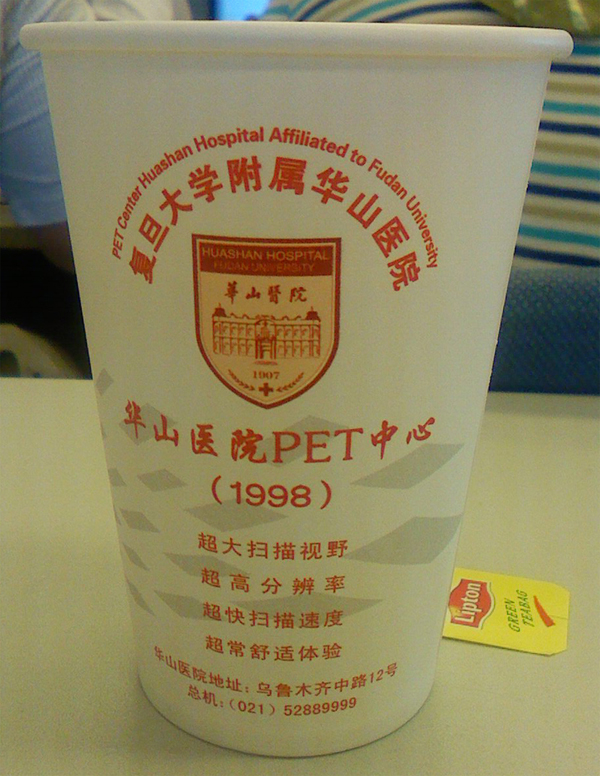 PET Center Huashan Hospital Affiliated to Fudan University
复旦大学附属华山医院
HUASHAN HOSPITAL
FUDAN UNIVERSITY
華山醫院
1907
华山医院PET中心
(1998)
超大扫描视野
超高分辨率
超快扫描速度
超常舒适体验
华山医院地址:乌鲁木齐中路12号
总机:(021) 52889999
Lipton
GREEN
TEABAG